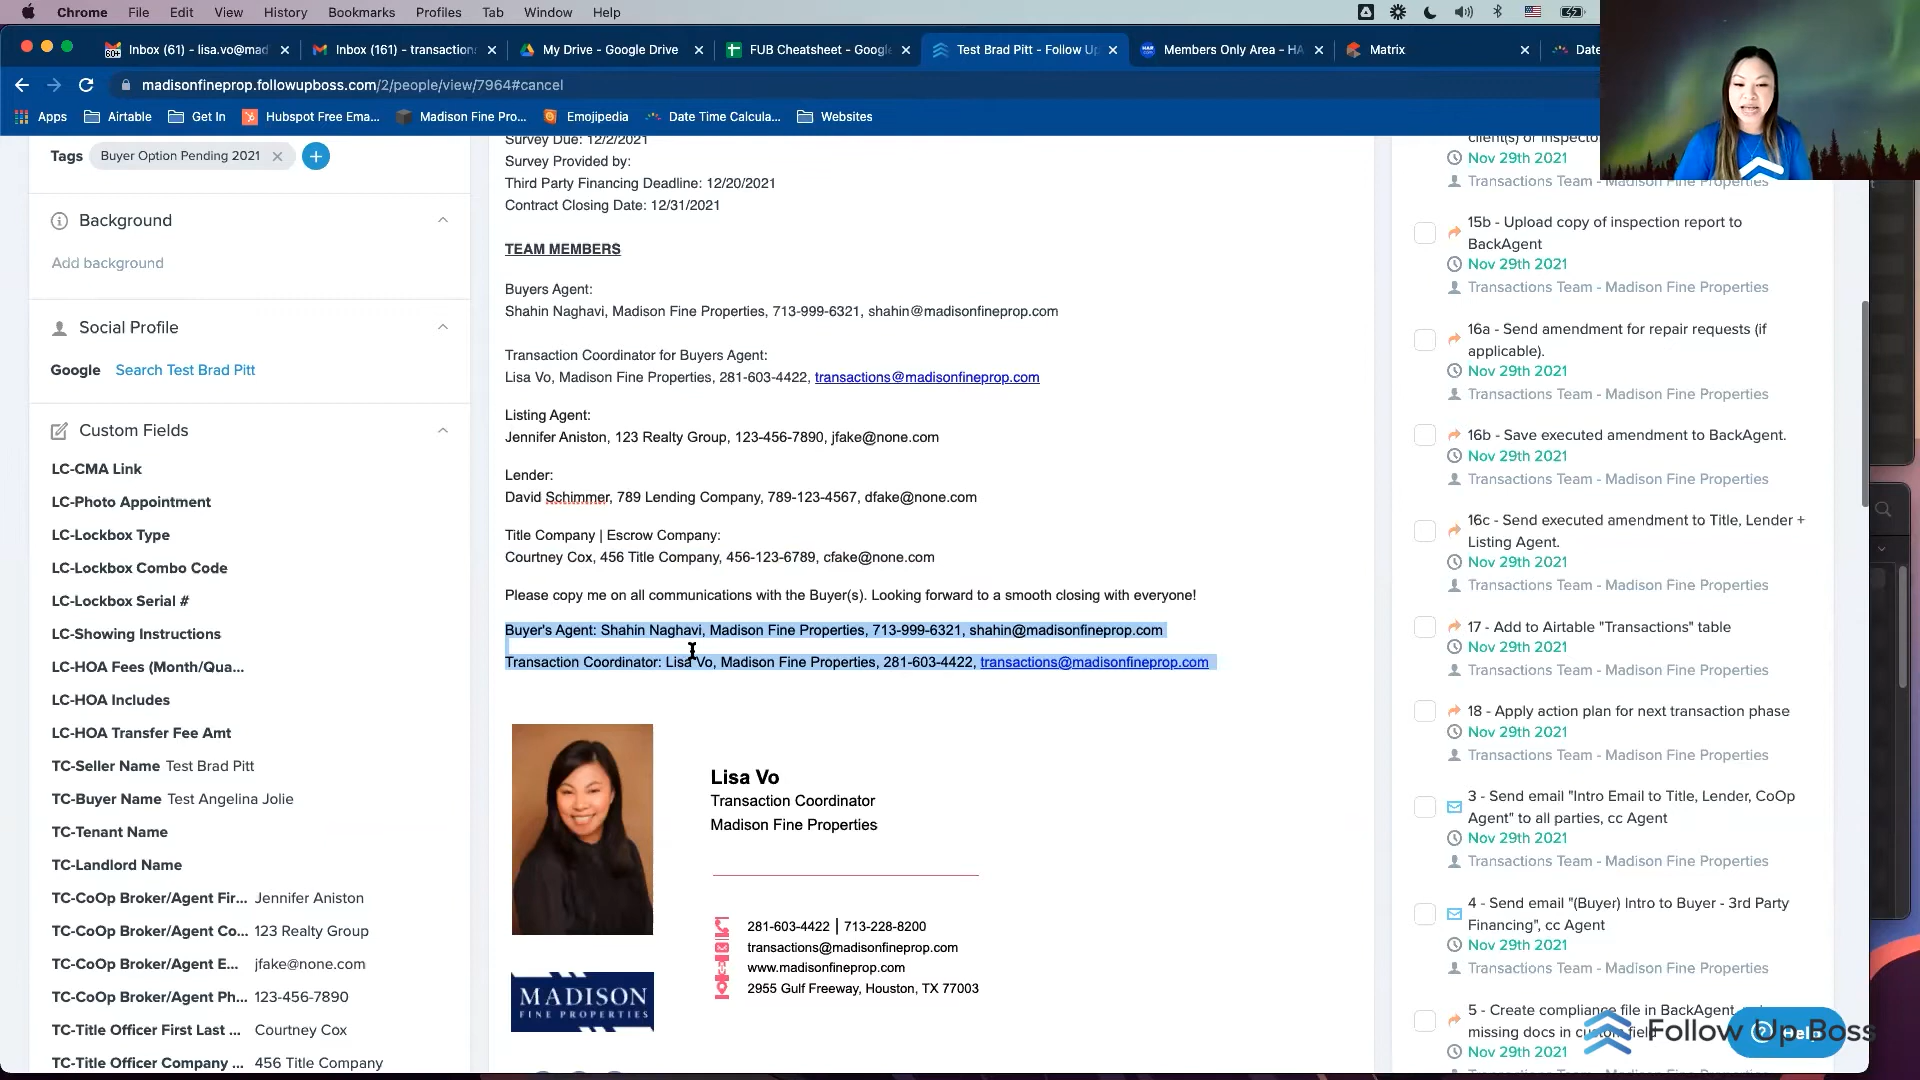 Chrome File Edit View History Bookmarks Profiles Tab Window Help
Inbox (61) - lisa.vo@mad
Inbox (161) - transaction
My Drive - Google Drive
FUB Cheatsheet - Googl
Test Brad Pitt - Follow U
Members Only Area - HA
Matrix
Date
madisonfineprop.followupboss.com/2/people/view/7964#cancel
Apps Airtable Get In Hubspot Free Ema... Madison Fine Pro... Emojipedia Date Time Calcula... Websites
Tags Buyer Option Pending 2021
Background
Add background
Social Profile
Google Search Test Brad Pitt
Custom Fields
LC-CMA Link
LC-Photo Appointment
LC-Lockbox Type
LC-Lockbox Combo Code
LC-Lockbox Serial #
LC-Showing Instructions
LC-HOA Fees (Month/Qua...
LC-HOA Includes
LC-HOA Transfer Fee Amt
TC-Seller Name Test Brad Pitt
TC-Buyer Name Test Angelina Jolie
TC-Tenant Name
TC-Landlord Name
TC-CoOp Broker/Agent Fir... Jennifer Aniston
TC-CoOp Broker/Agent Co... 123 Realty Group
TC-CoOp Broker/Agent E... jfake@none.com
TC-CoOp Broker/Agent Ph... 123-456-7890
TC-Title Officer First Last ... Courtney Cox
TC-Title Officer Company ... 456 Title Company
Survey Due: 12/2/2021
Survey Provided by:
Third Party Financing Deadline: 12/20/2021
Contract Closing Date: 12/31/2021
TEAM MEMBERS
Buyers Agent:
Shahin Naghavi, Madison Fine Properties, 713-999-6321, shahin@madisonfineprop.com
Transaction Coordinator for Buyers Agent:
Lisa Vo, Madison Fine Properties, 281-603-4422, transactions@madisonfineprop.com
Listing Agent:
Jennifer Aniston, 123 Realty Group, 123-456-7890, jfake@none.com
Lender:
David Schimmer, 789 Lending Company, 789-123-4567, dfake@none.com
Title Company | Escrow Company:
Courtney Cox, 456 Title Company, 456-123-6789, cfake@none.com
Please copy me on all communications with the Buyer(s). Looking forward to a smooth closing with everyone!
Buyer's Agent: Shahin Naghavi, Madison Fine Properties, 713-999-6321, shahin@madisonfineprop.com
Transaction Coordinator: Lisa Vo, Madison Fine Properties, 281-603-4422, transactions@madisonfineprop.com
Lisa Vo
Transaction Coordinator
Madison Fine Properties
281-603-4422 | 713-228-8200
transactions@madisonfineprop.com
www.madisonfineprop.com
2955 Gulf Freeway, Houston, TX 77003
MADISON
FINE PROPERTIES
client(s) of inspecto
Nov 29th 2021
Transactions Team - Madison Fine Properties
15b - Upload copy of inspection report to
BackAgent
Nov 29th 2021
Transactions Team - Madison Fine Properties
16a - Send amendment for repair requests (if
applicable).
Nov 29th 2021
Transactions Team - Madison Fine Properties
16b - Save executed amendment to BackAgent.
Nov 29th 2021
Transactions Team - Madison Fine Properties
16c - Send executed amendment to Title, Lender +
Listing Agent.
Nov 29th 2021
Transactions Team - Madison Fine Properties
17 - Add to Airtable "Transactions" table
Nov 29th 2021
Transactions Team - Madison Fine Properties
18 - Apply action plan for next transaction phase
Nov 29th 2021
Transactions Team - Madison Fine Properties
3 - Send email "Intro Email to Title, Lender, CoOp
Agent" to all parties, cc Agent
Nov 29th 2021
Transactions Team - Madison Fine Properties
4 - Send email "(Buyer) Intro to Buyer - 3rd Party
Financing", cc Agent
Nov 29th 2021
Transactions Team - Madison Fine Properties
5 - Create compliance file in BackAgent,
missing docs in custom field
Nov 29th 2021
Follow Up Boss
Help